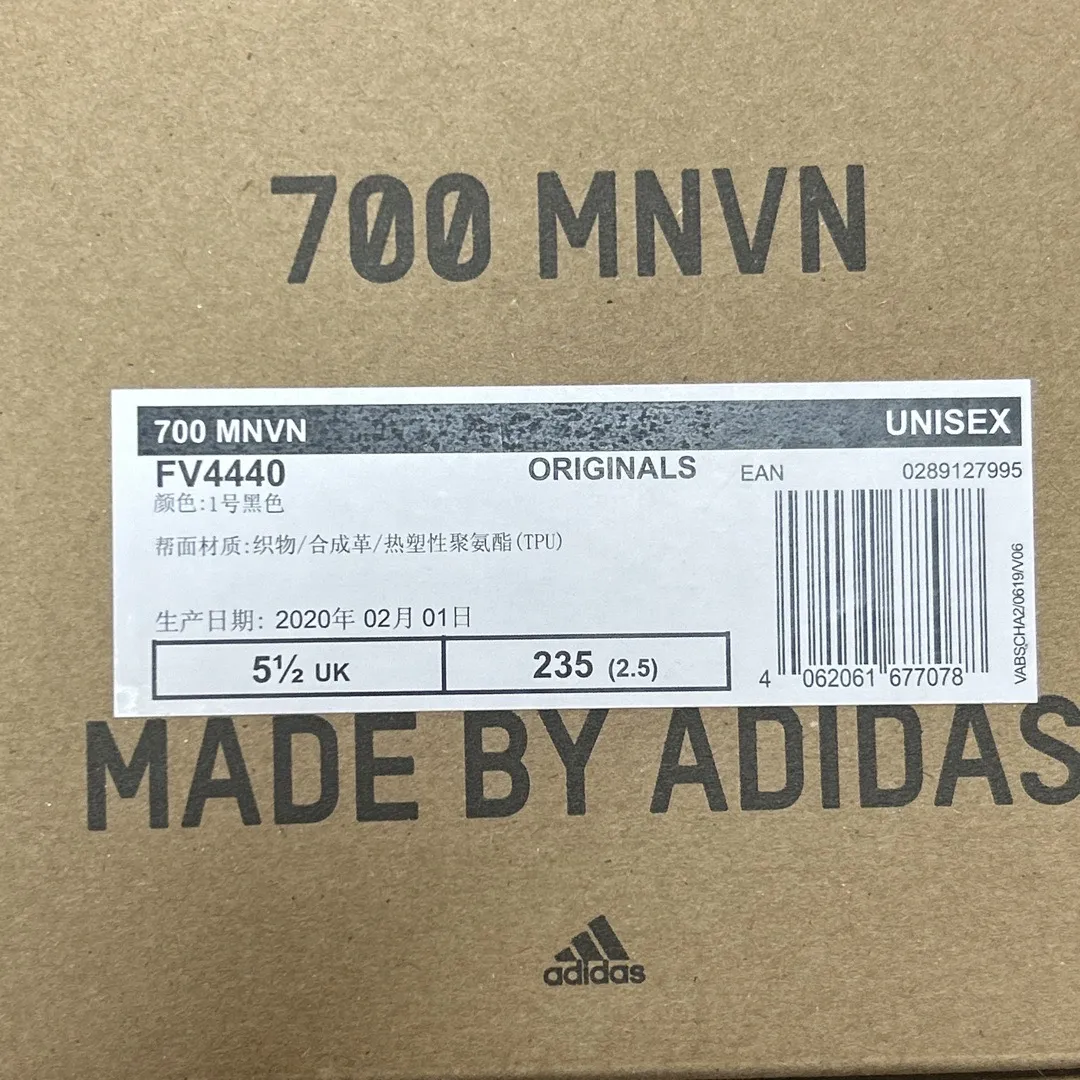 700 MNVN
700 MNVN UNISEX
FV4440 ORIGINALS EAN 0289127995
颜色:1号黑色
帮面材质:织物/合成革/热塑性聚氨酯(TPU)
生产日期: 2020年 02月 01日
5½ UK 235 (2.5)
4 062061 677078
VABSCHA2/0619/V06
MADE BY ADIDAS
adidas